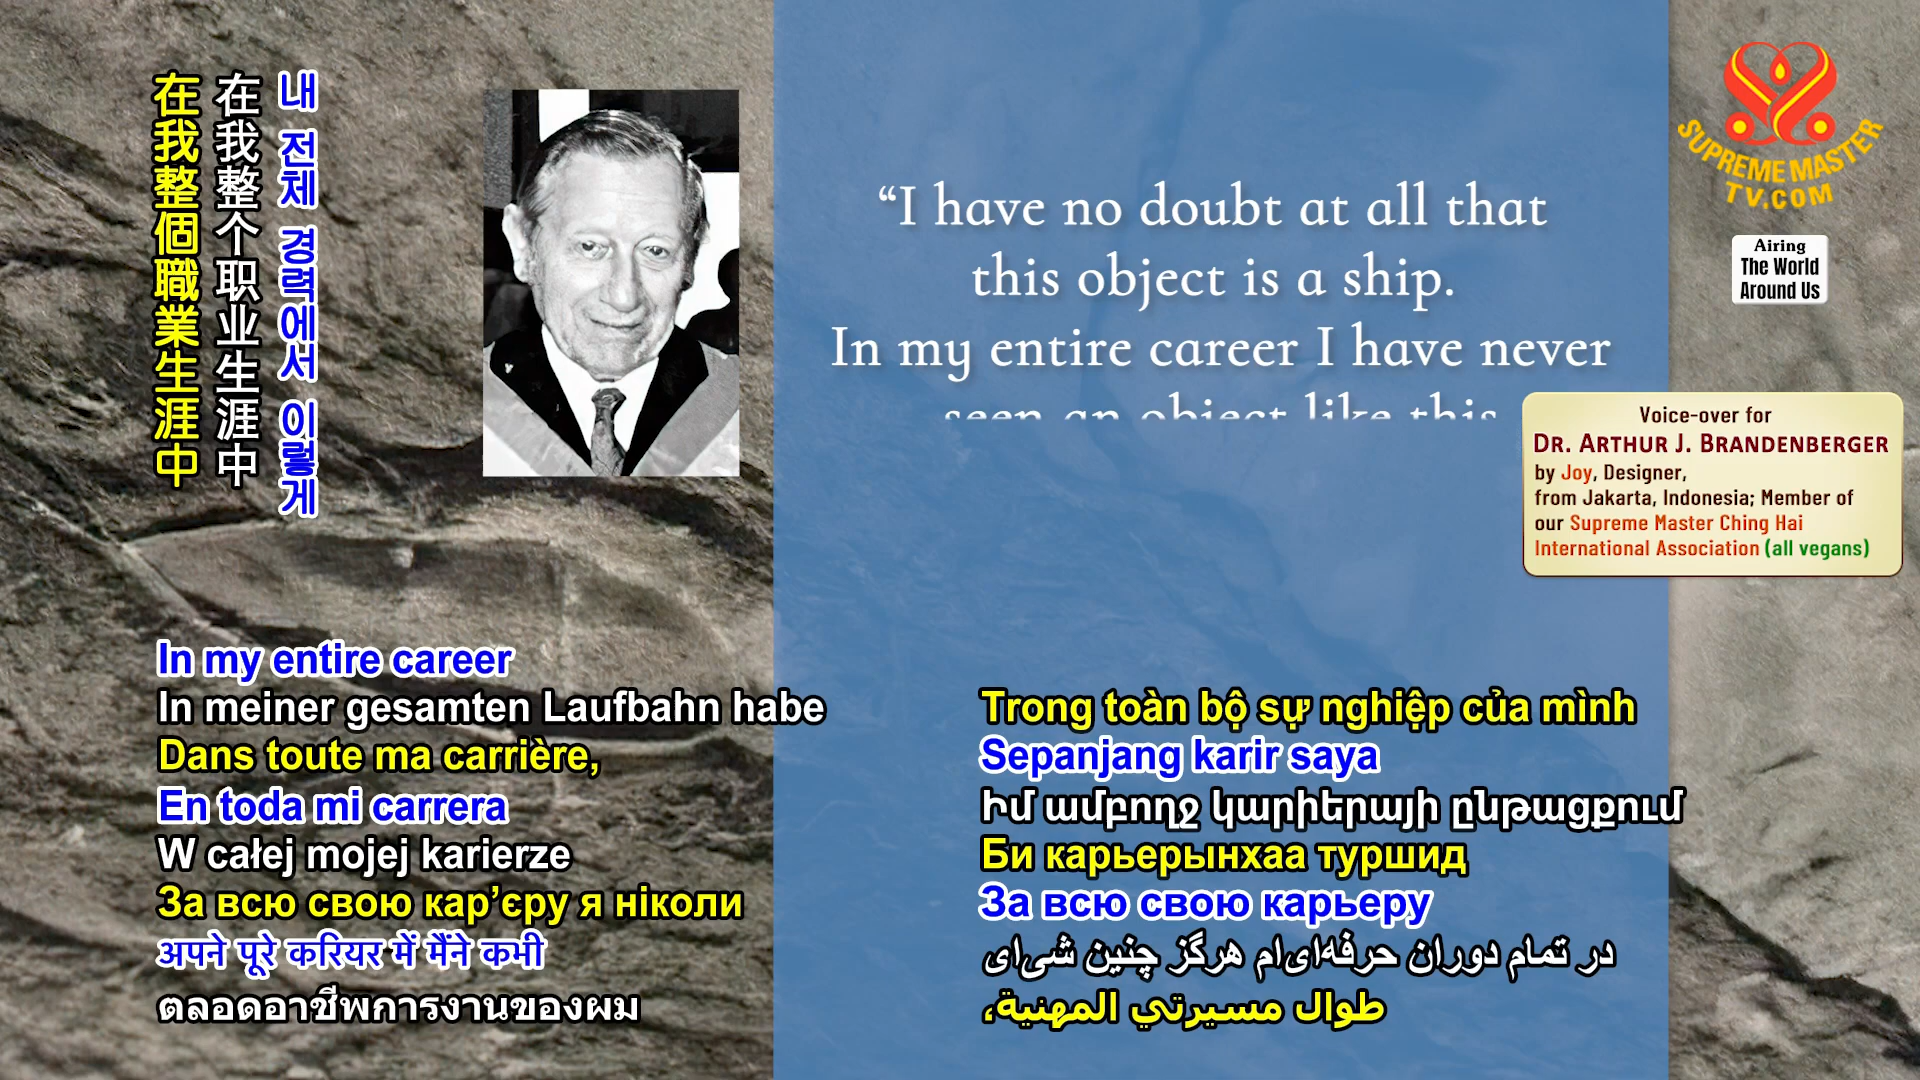 在我整個職業生涯中
在我整个职业生涯中
내 전체 경력에서 이렇게
“I have no doubt at all that
this object is a ship.
In my entire career I have never
seen an object like this
SUPREME MASTER
TV.COM
Airing
The World
Around Us
Voice-over for
DR. ARTHUR J. BRANDENBERGER
by Joy, Designer,
from Jakarta, Indonesia; Member of
our Supreme Master Ching Hai
International Association (all vegans)
In my entire career
In meiner gesamten Laufbahn habe
Dans toute ma carrière,
En toda mi carrera
W całej mojej karierze
За всю свою кар’єру я ніколи
अपने पूरे करियर में मैंने कभी
ตลอดอาชีพการงานของผม
Trong toàn bộ sự nghiệp của mình
Sepanjang karir saya
Իմ ամբողջ կարիերայի ընթացքում
Би карьерынхаа туршид
За всю свою карьеру
در تمام دوران حرفه‌ای‌ام هرگز چنین شی‌ای
طوال مسيرتي المهنية،